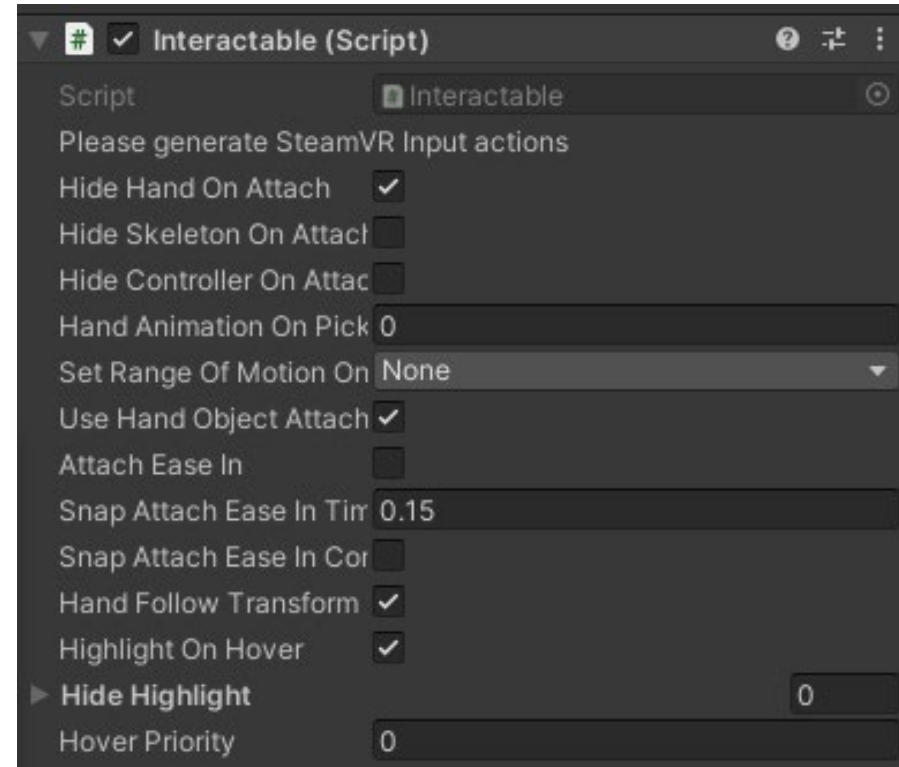 # Interactable (Script)
Script # Interactable
Please generate SteamVR Input actions
Hide Hand On Attach
Hide Skeleton On Attach
Hide Controller On Attac
Hand Animation On Pick 0
Set Range Of Motion On None
Use Hand Object Attach
Attach Ease In
Snap Attach Ease In Tim 0.15
Snap Attach Ease In Cor
Hand Follow Transform
Highlight On Hover
Hide Highlight 0
Hover Priority 0